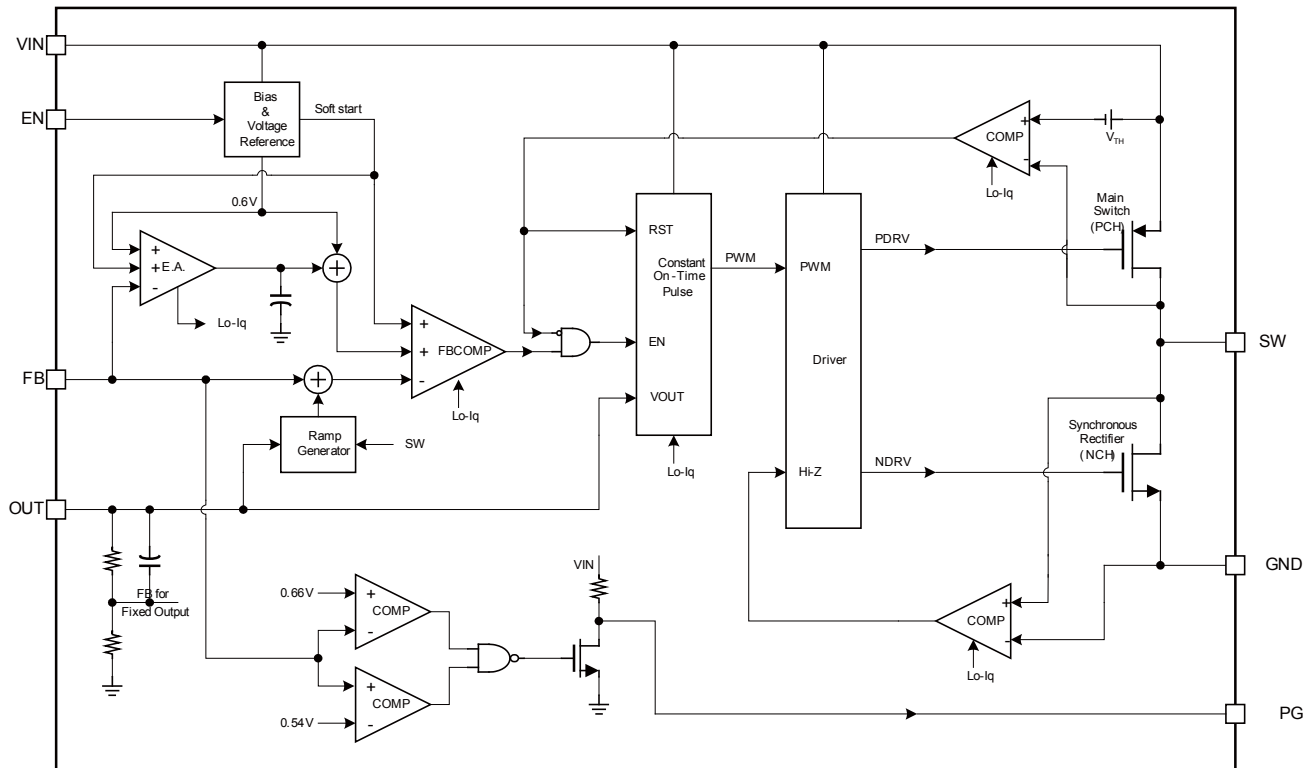 VIN
EN
Bias
&
Voltage
Reference
Soft start
0.6V
+
+
-
E.A.
+
Lo-Iq
+
+
-
FBCOMP
Lo-Iq
FB
+
Ramp
Generator
SW
OUT
FB for
Fixed Output
RST
Constant
On-Time
Pulse
EN
VOUT
Lo-Iq
PWM
PWM
Driver
Hi-Z
PDRV
NDRV
+
-
COMP
Lo-Iq
VTH
Main
Switch
(PCH)
SW
Synchronous
Rectifier
(NCH)
GND
+
-
COMP
Lo-Iq
0.66V
+
-
COMP
+
-
COMP
0.54V
VIN
PG